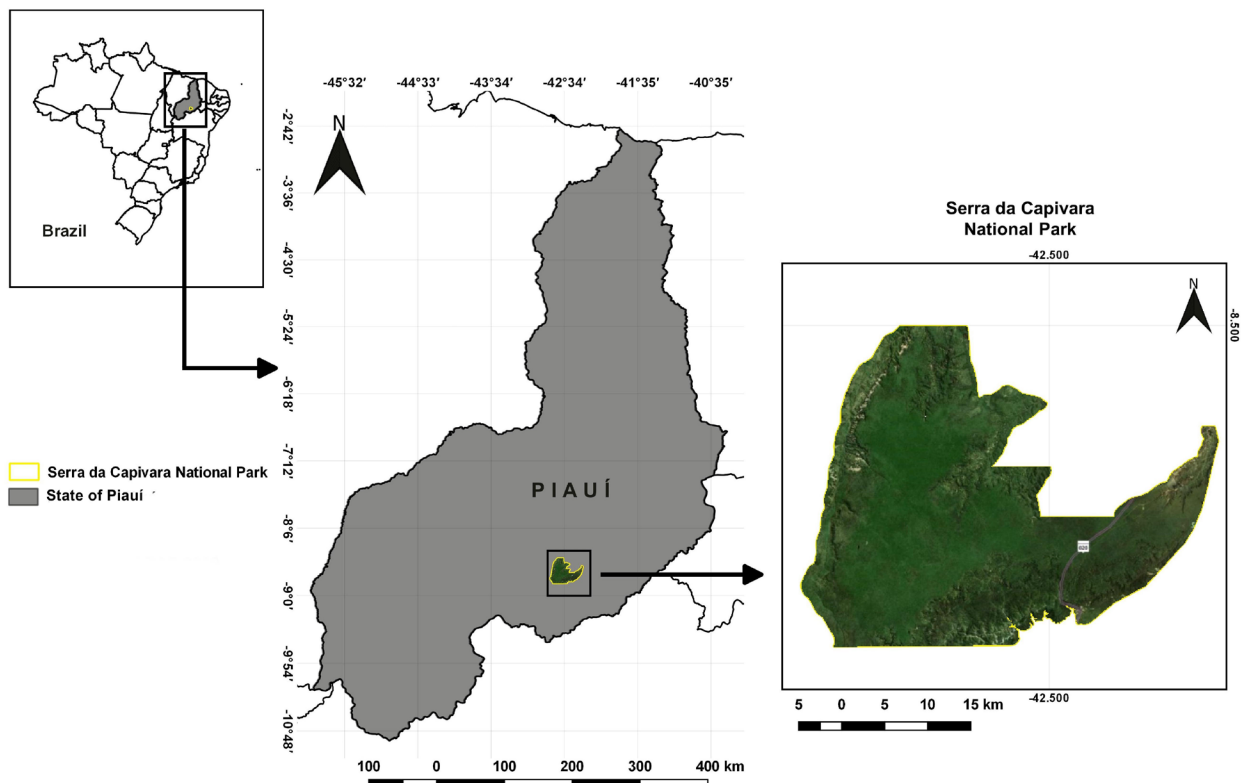 Brazil
Serra da Capivara National Park
State of Piauí
-45°32′ -44°33′ -43°34′ -42°34′ -41°35′ -40°35′
N
-2°42′
-3°36′
-4°30′
-5°24′
-6°18′
-7°12′
-8°6′
-9°0′
-9°54′
-10°48′
PIAUÍ
100 0 100 200 300 400 km
Serra da Capivara
National Park
-42.500
N
-8.500
-42.500
5 0 5 10 15 km